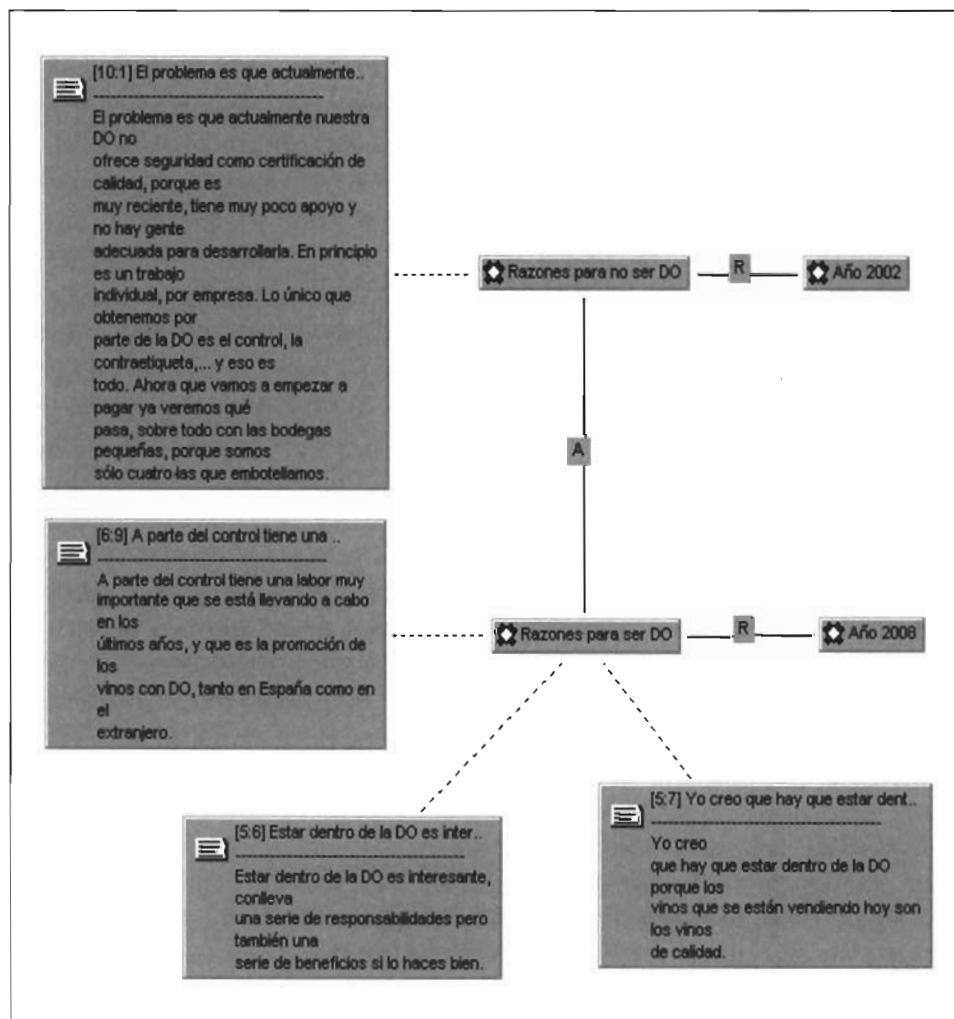 [10:1] El problema es que actualmente..
El problema es que actualmente nuestra
DO no
ofrece seguridad como certificación de
calidad, porque es
muy reciente, tiene muy poco apoyo y
no hay gente
adecuada para desarrollarla. En principio
es un trabajo
individual, por empresa. Lo único que
obtenemos por
parte de la DO es el control, la
contraetiqueta,... y eso es
todo. Ahora que vamos a empezar a
pagar ya veremos qué
pasa, sobre todo con las bodegas
pequeñas, porque somos
sólo cuatro las que embotellamos.
Razones para no ser DO
R
Año 2002
A
[6:9] A parte del control tiene una ..
A parte del control tiene una labor muy
importante que se está llevando a cabo
en los
últimos años, y que es la promoción de
los
vinos con DO, tanto en España como en
el
extranjero.
Razones para ser DO
R
Año 2008
[5:6] Estar dentro de la DO es inter..
Estar dentro de la DO es interesante,
conlleva
una serie de responsabilidades pero
también una
serie de beneficios si lo haces bien.
[5:7] Yo creo que hay que estar dent..
Yo creo
que hay que estar dentro de la DO
porque los
vinos que se están vendiendo hoy son
los vinos
de calidad.